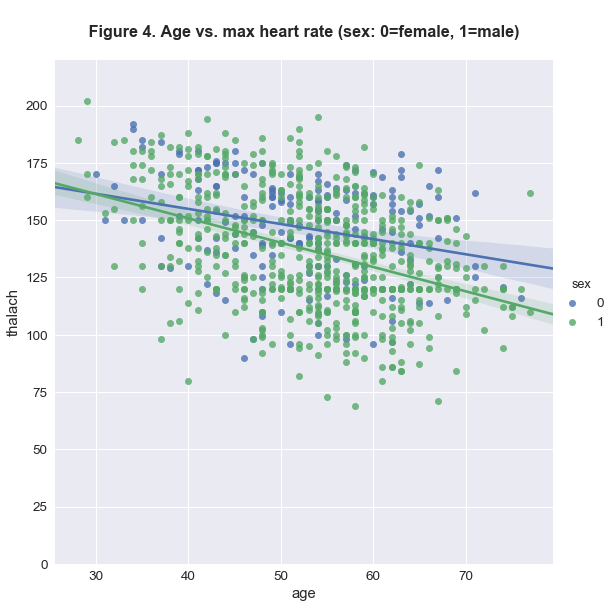 Figure 4. Age vs. max heart rate (sex: 0=female, 1=male)
200
175
150
125
100
75
50
25
0
thalach
30 40 50 60 70
age
sex
0
1